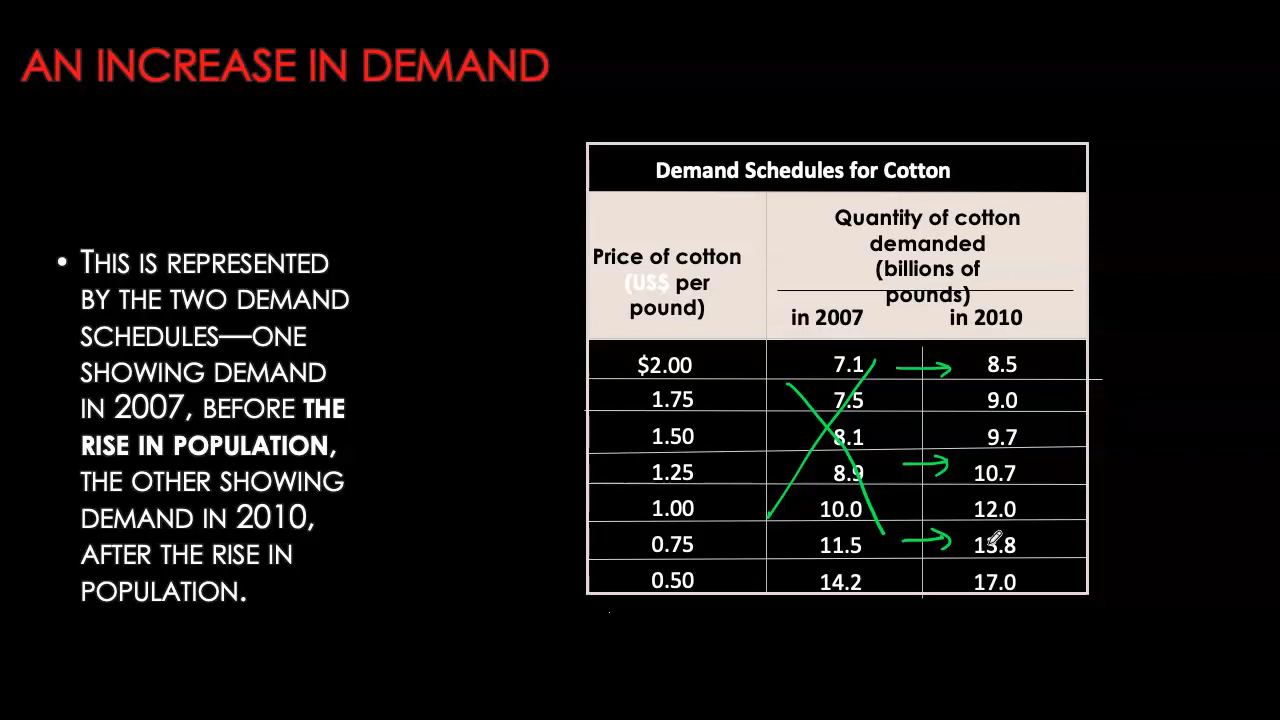 AN INCREASE IN DEMAND
• THIS IS REPRESENTED
BY THE TWO DEMAND
SCHEDULES—ONE
SHOWING DEMAND
IN 2007, BEFORE THE
RISE IN POPULATION,
THE OTHER SHOWING
DEMAND IN 2010,
AFTER THE RISE IN
POPULATION.
Demand Schedules for Cotton
Price of cotton
(US$ per
pound)
Quantity of cotton
demanded
(billions of
pounds)
in 2007 in 2010
$2.00 7.1 8.5
1.75 7.5 9.0
1.50 8.1 9.7
1.25 8.9 10.7
1.00 10.0 12.0
0.75 11.5 13.8
0.50 14.2 17.0